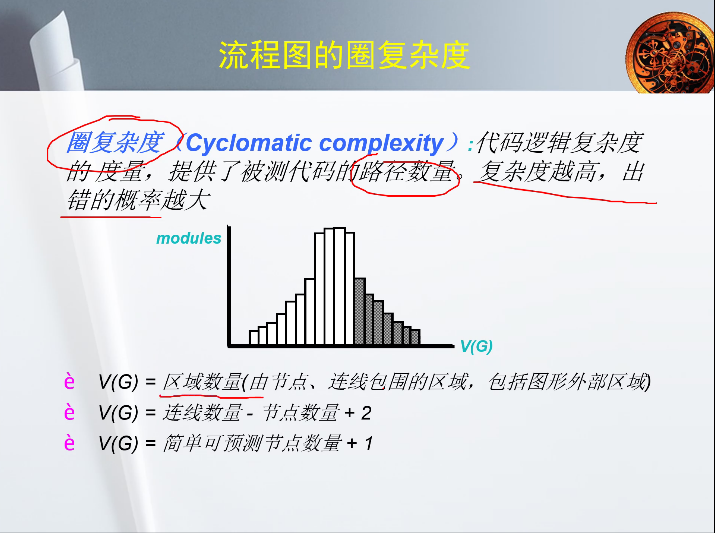 流程图的圈复杂度
圈复杂度（Cyclomatic complexity）:代码逻辑复杂度
的 度量，提供了被测代码的路径数量。复杂度越高，出
错的概率越大
modules
V(G)
è V(G) = 区域数量(由节点、连线包围的区域，包括图形外部区域)
è V(G) = 连线数量 - 节点数量 + 2
è V(G) = 简单可预测节点数量 + 1